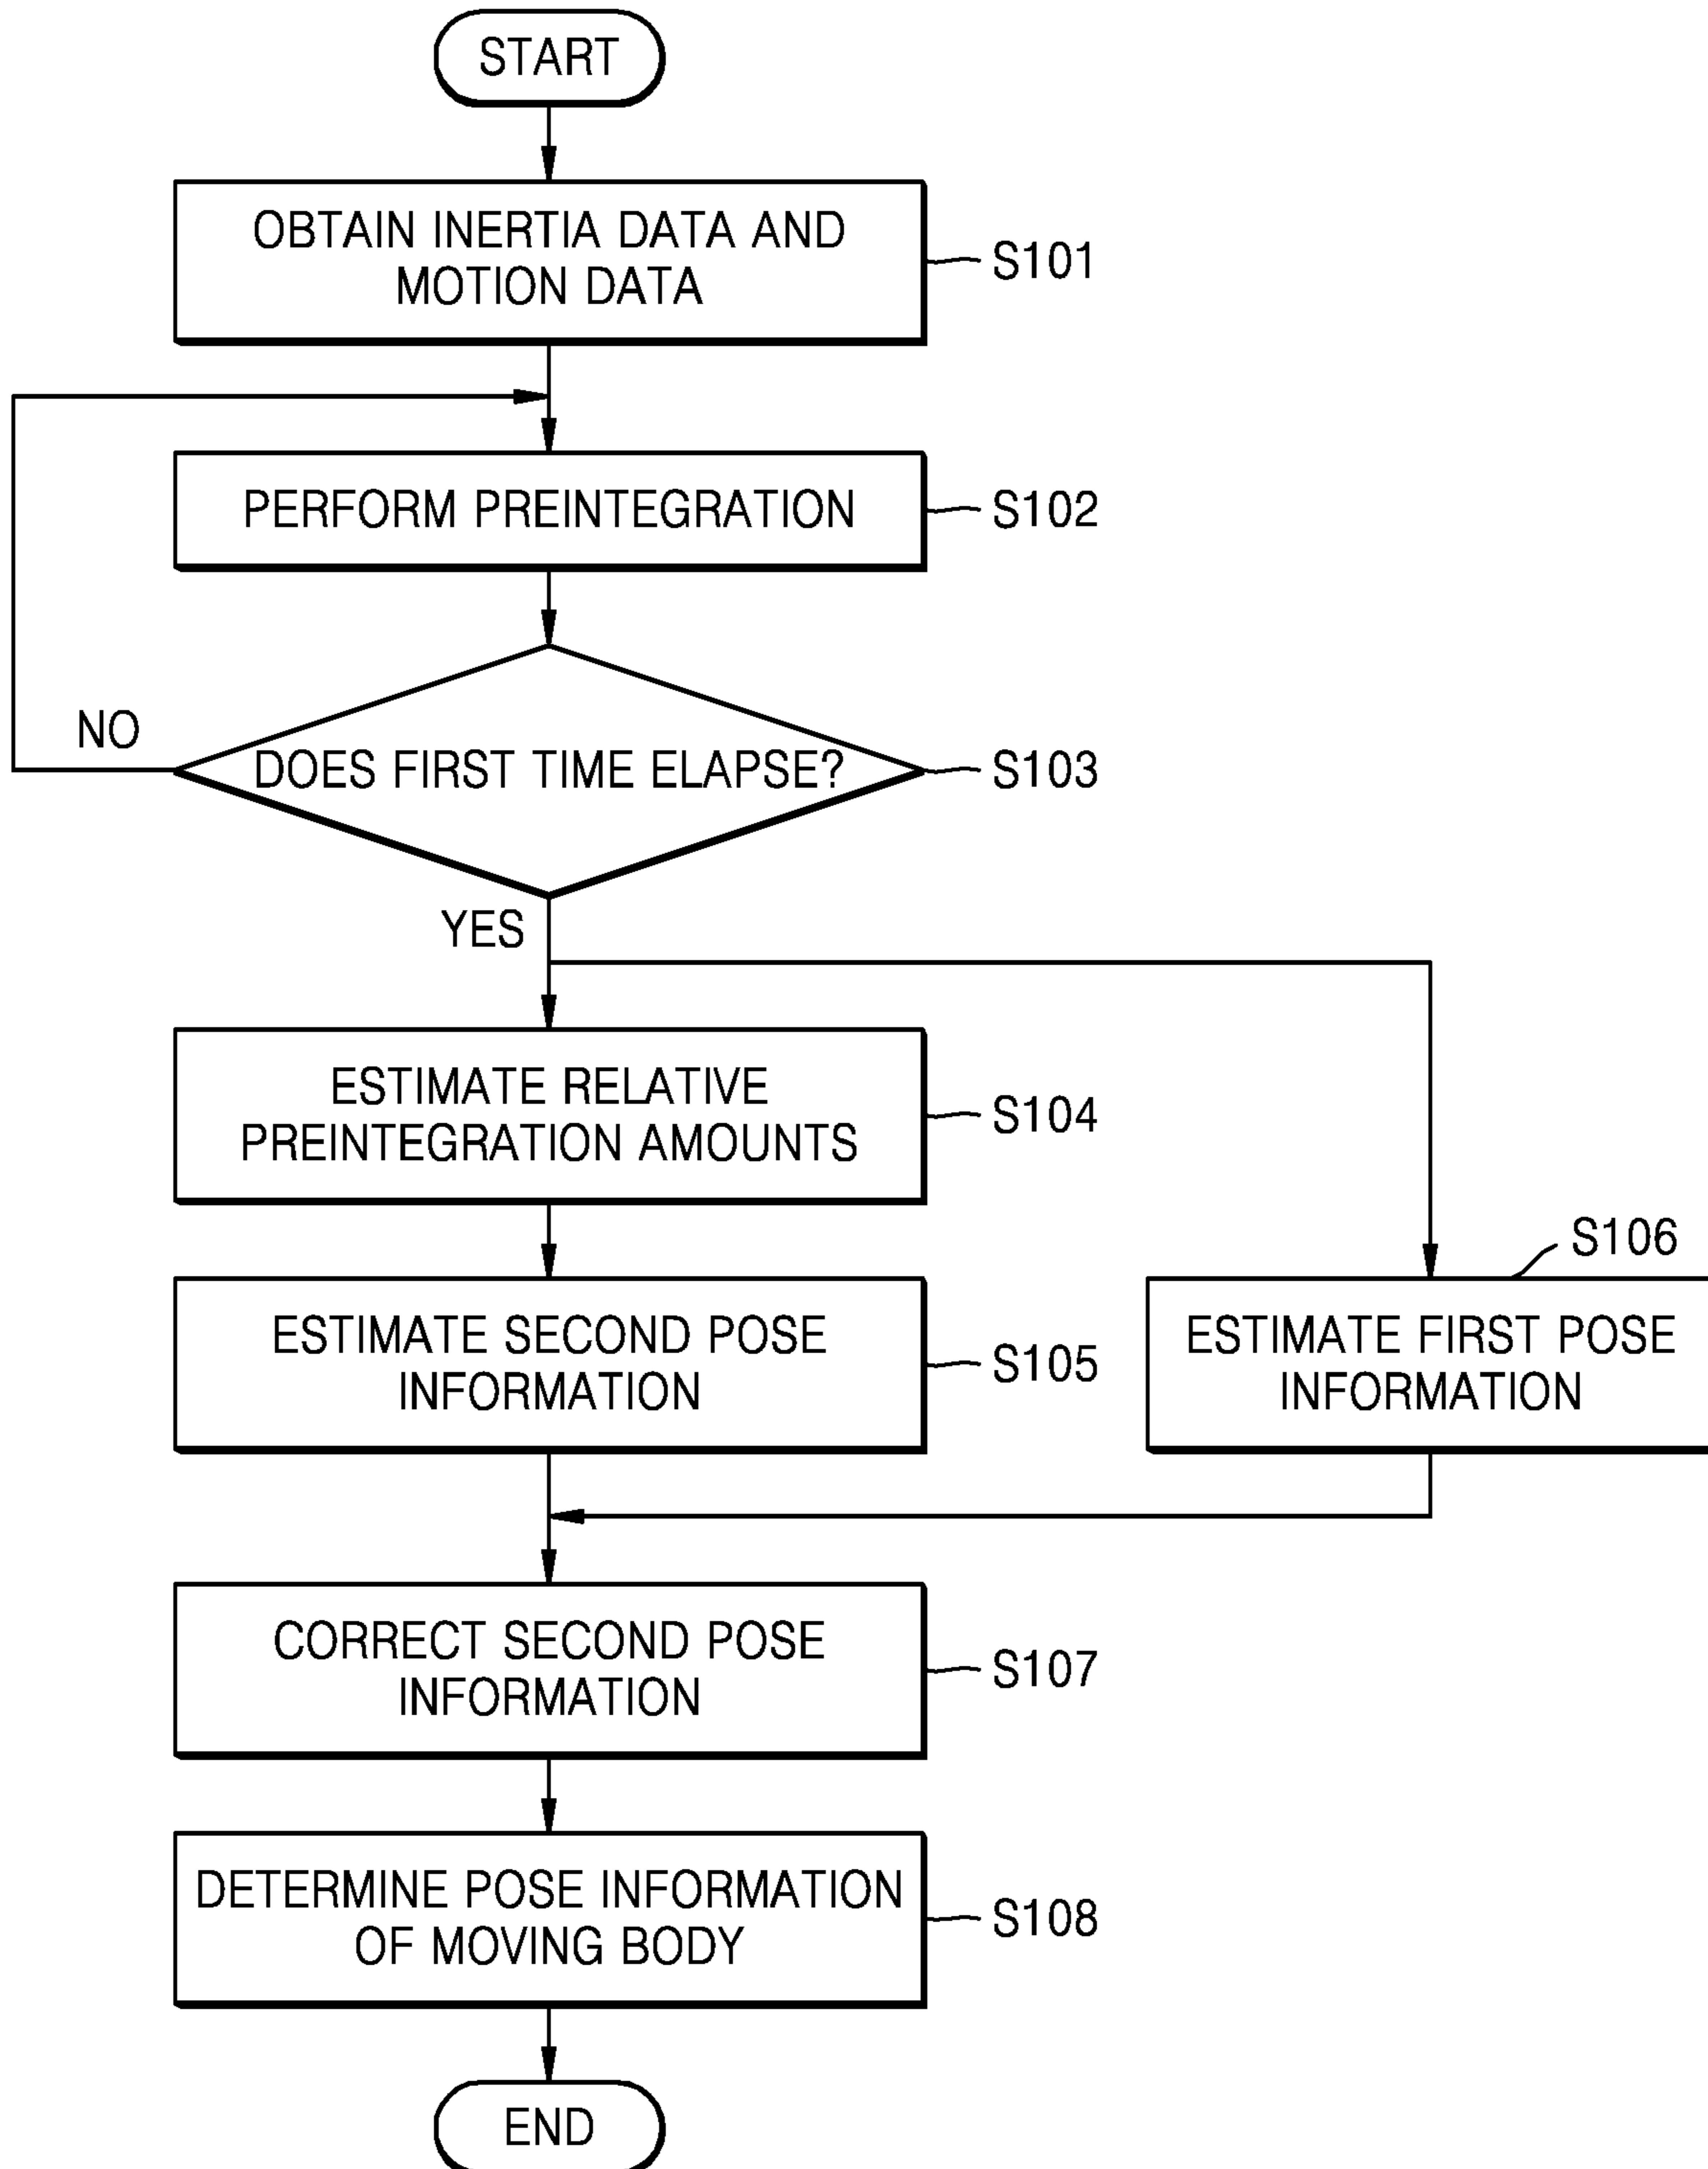 START
OBTAIN INERTIA DATA AND
MOTION DATA
S101
PERFORM PREINTEGRATION
S102
NO
DOES FIRST TIME ELAPSE?
S103
YES
ESTIMATE RELATIVE
PREINTEGRATION AMOUNTS
S104
ESTIMATE SECOND POSE
INFORMATION
S105
S106
ESTIMATE FIRST POSE
INFORMATION
CORRECT SECOND POSE
INFORMATION
S107
DETERMINE POSE INFORMATION
OF MOVING BODY
S108
END